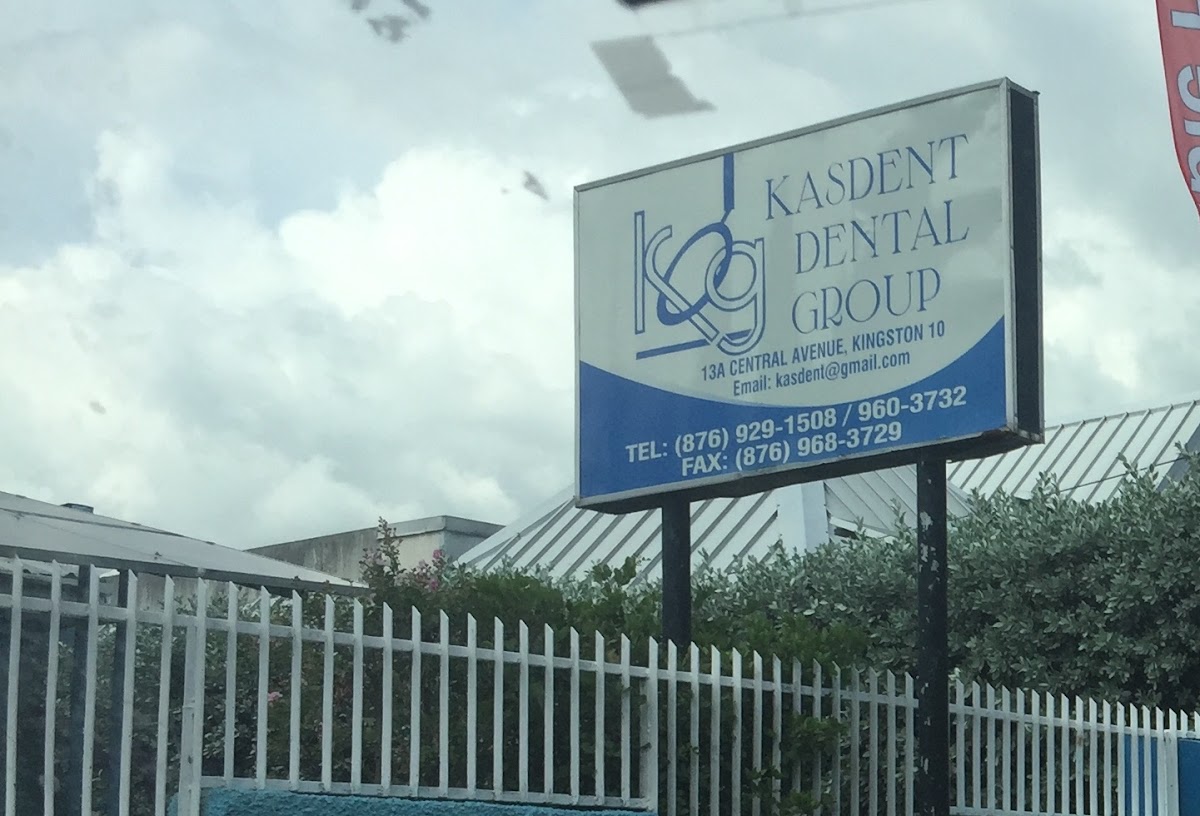 kdg
KASDENT
DENTAL
GROUP
13A CENTRAL AVENUE, KINGSTON 10
Email: kasdent@gmail.com
TEL: (876) 929-1508 / 960-3732
FAX: (876) 968-3729